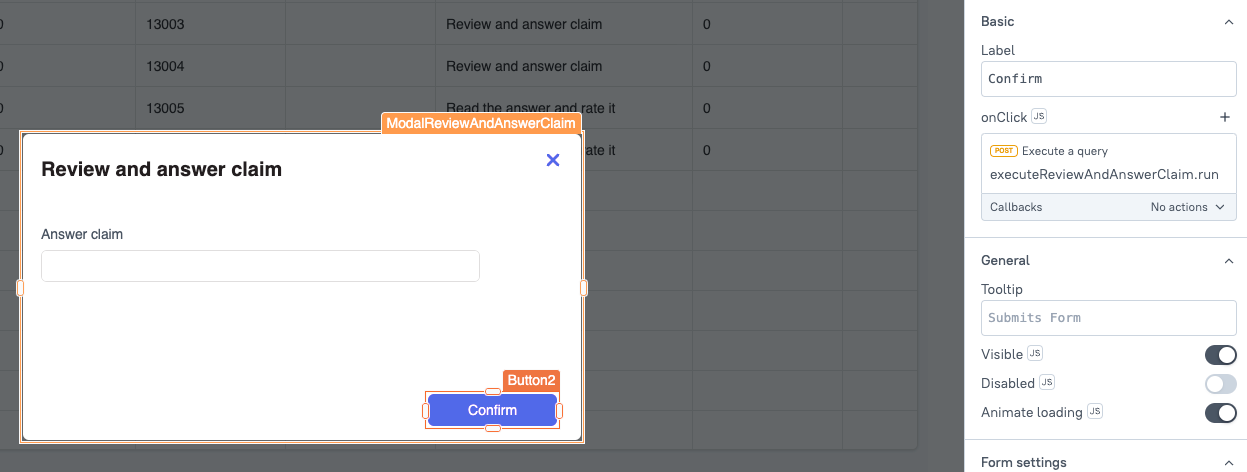 0 13003 Review and answer claim 0
0 13004 Review and answer claim 0
0 13005 Read the answer and rate it 0
ModalReviewAndAnswerClaim
ate it 0
Review and answer claim
Answer claim
Button2
Confirm
Basic
Label
Confirm
onClick JS
POST Execute a query
executeReviewAndAnswerClaim.run
Callbacks No actions
General
Tooltip
Submits Form
Visible JS
Disabled JS
Animate loading JS
Form settings